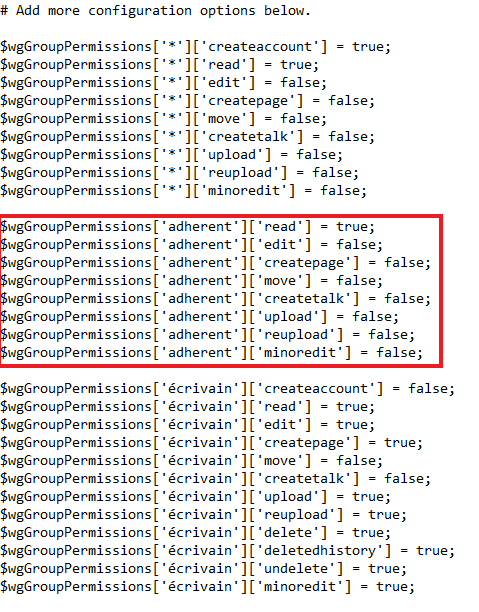 # Add more configuration options below.
$wgGroupPermissions['*']['createaccount'] = true;
$wgGroupPermissions['*']['read'] = true;
$wgGroupPermissions['*']['edit'] = false;
$wgGroupPermissions['*']['createpage'] = false;
$wgGroupPermissions['*']['move'] = false;
$wgGroupPermissions['*']['createtalk'] = false;
$wgGroupPermissions['*']['upload'] = false;
$wgGroupPermissions['*']['reupload'] = false;
$wgGroupPermissions['*']['minoredit'] = false;
$wgGroupPermissions['adherent']['read'] = true;
$wgGroupPermissions['adherent']['edit'] = false;
$wgGroupPermissions['adherent']['createpage'] = false;
$wgGroupPermissions['adherent']['move'] = false;
$wgGroupPermissions['adherent']['createtalk'] = false;
$wgGroupPermissions['adherent']['upload'] = false;
$wgGroupPermissions['adherent']['reupload'] = false;
$wgGroupPermissions['adherent']['minoredit'] = false;
$wgGroupPermissions['écrivain']['createaccount'] = false;
$wgGroupPermissions['écrivain']['read'] = true;
$wgGroupPermissions['écrivain']['edit'] = true;
$wgGroupPermissions['écrivain']['createpage'] = true;
$wgGroupPermissions['écrivain']['move'] = false;
$wgGroupPermissions['écrivain']['createtalk'] = false;
$wgGroupPermissions['écrivain']['upload'] = true;
$wgGroupPermissions['écrivain']['reupload'] = true;
$wgGroupPermissions['écrivain']['delete'] = true;
$wgGroupPermissions['écrivain']['deletedhistory'] = true;
$wgGroupPermissions['écrivain']['undelete'] = true;
$wgGroupPermissions['écrivain']['minoredit'] = true;